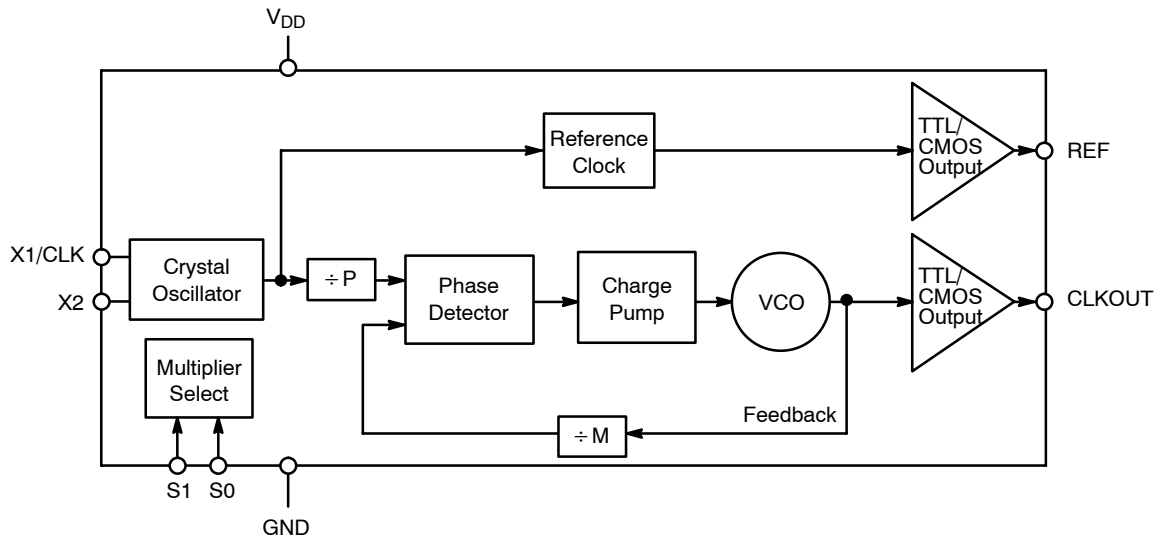 VDD
Reference
Clock
TTL/
CMOS
Output
REF
X1/CLK
X2
Crystal
Oscillator
÷ P
Phase
Detector
Charge
Pump
VCO
TTL/
CMOS
Output
CLKOUT
Multiplier
Select
Feedback
÷ M
S1
S0
GND